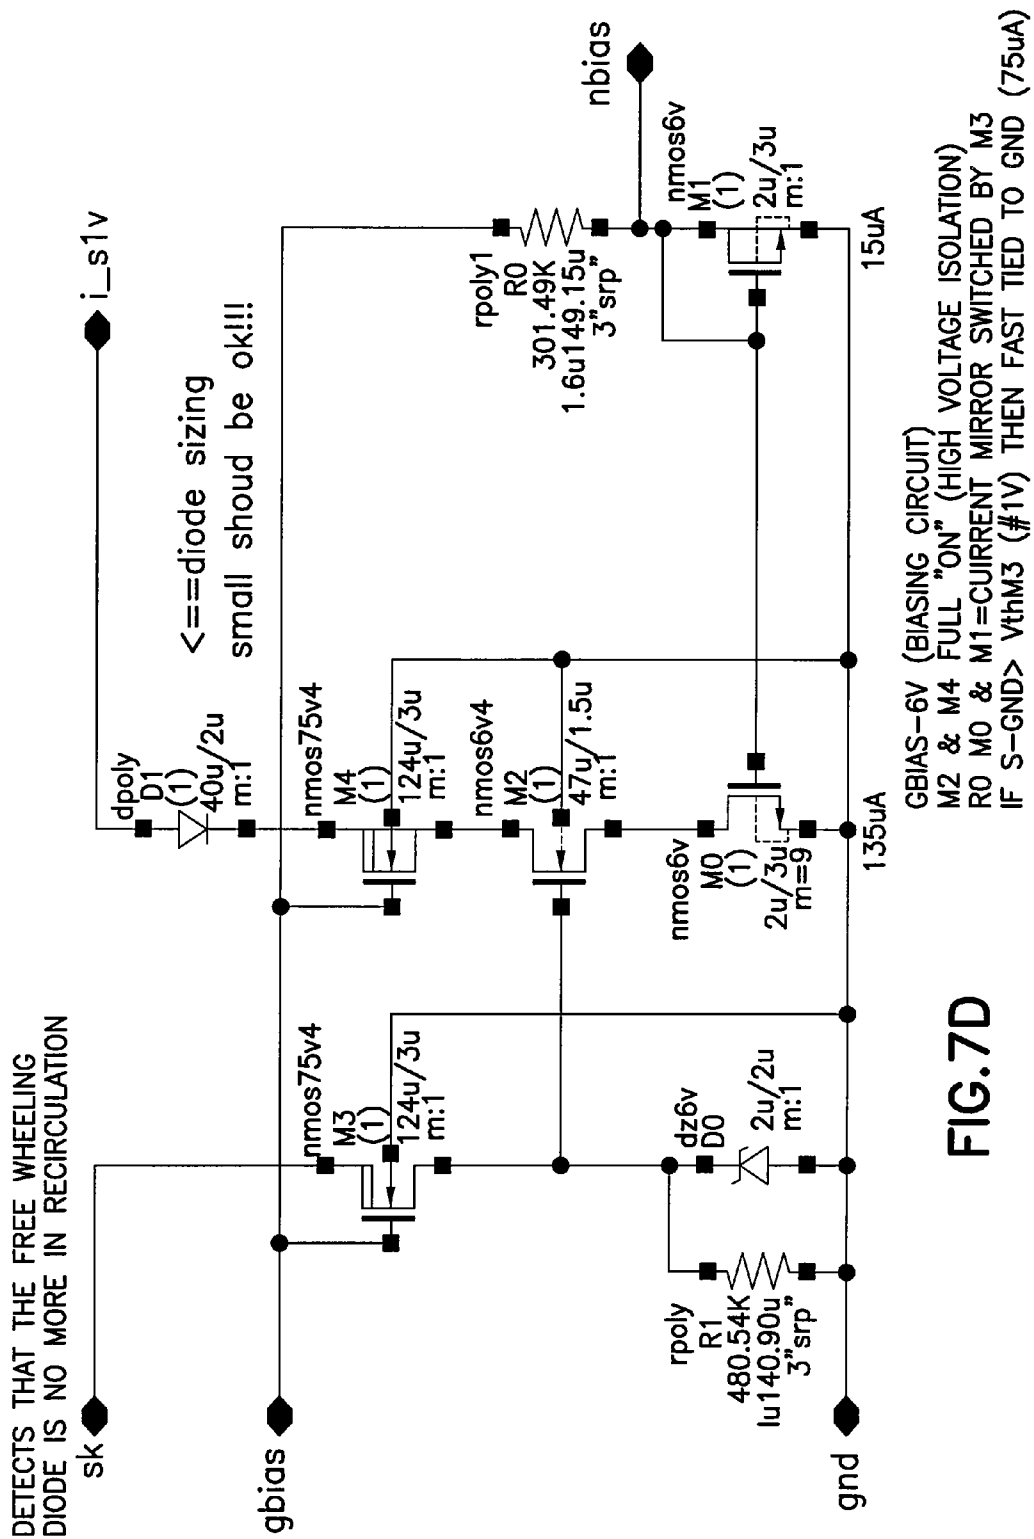 DETECTS THAT THE FREE WHEELING
DIODE IS NO MORE IN RECIRCULATION
sk
gbias
gnd
i_s1v
nbias
<==diode sizing
small shoud be ok!!!
nmos75v4
M3
(1)
124u/3u
m:1
rpoly
R1
480.54K
lu140.90u
3"srp"
dz6v
D0
2u/2u
m:1
dpoly
D1
(1)
40u/2u
m:1
nmos75v4
M4
(1)
124u/3u
m:1
nmos6v4
M2
(1)
47u/1.5u
m:1
nmos6v
M0
(1)
2u/3u
m=9
135uA
rpoly1
R0
301.49K
1.6u149.15u
3"srp"
nmos6v
M1
(1)
2u/3u
m:1
15uA
GBIAS-6V (BIASING CIRCUIT)
M2 & M4 FULL "ON" (HIGH VOLTAGE ISOLATION)
R0 M0 & M1=CUIRRENT MIRROR SWITCHED BY M3
IF S-GND> VthM3 (#1V) THEN FAST TIED TO GND (75uA)
FIG.7D